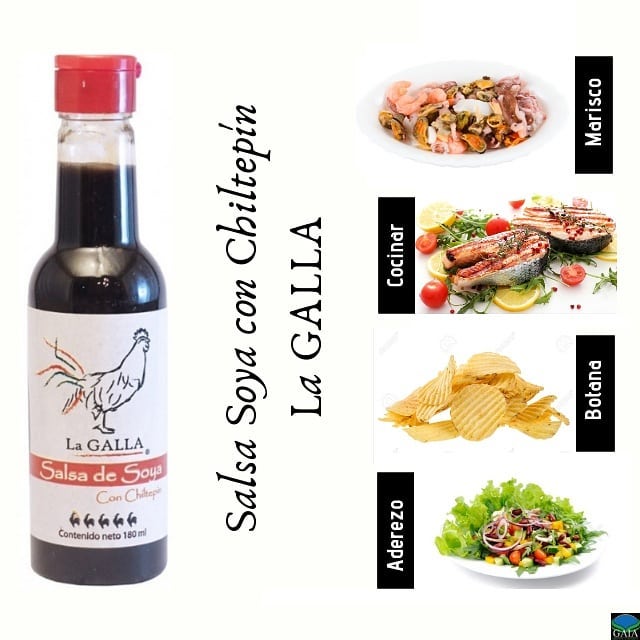 La GALLA
®
Salsa de Soya
Con Chiltepín
Contenido neto 180 ml
Salsa Soya con Chiltepín
La GALLA
Marisco
Cocinar
Botana
Aderezo
GAIA